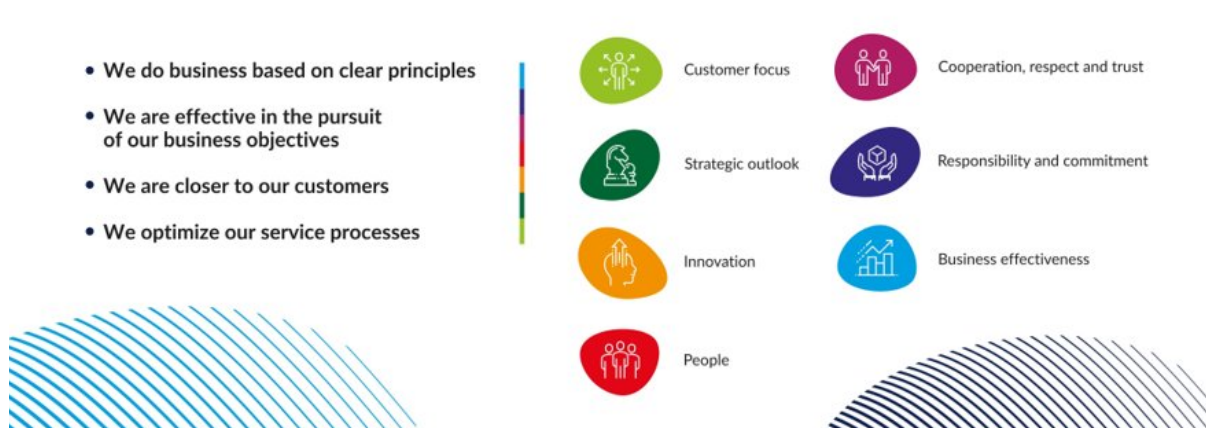 • We do business based on clear principles
• We are effective in the pursuit
of our business objectives
• We are closer to our customers
• We optimize our service processes
Customer focus
Strategic outlook
Innovation
People
Cooperation, respect and trust
Responsibility and commitment
Business effectiveness